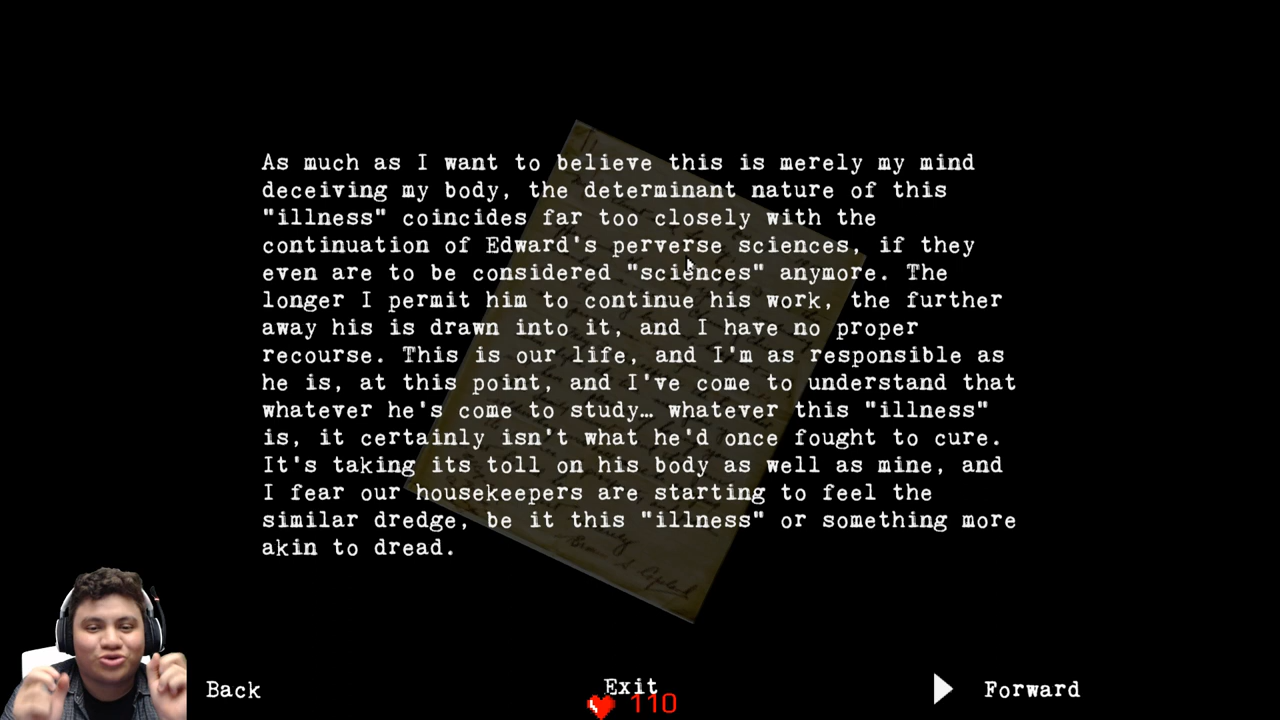 As much as I want to believe this is merely my mind
deceiving my body, the determinant nature of this
"illness" coincides far too closely with the
continuation of Edward's perverse sciences, if they
even are to be considered "sciences" anymore. The
longer I permit him to continue his work, the further
away his is drawn into it, and I have no proper
recourse. This is our life, and I'm as responsible as
he is, at this point, and I've come to understand that
whatever he's come to study… whatever this "illness"
is, it certainly isn't what he'd once fought to cure.
It's taking its toll on his body as well as mine, and
I fear our housekeepers are starting to feel the
similar dredge, be it this "illness" or something more
akin to dread.
Back
Exit
Forward
110